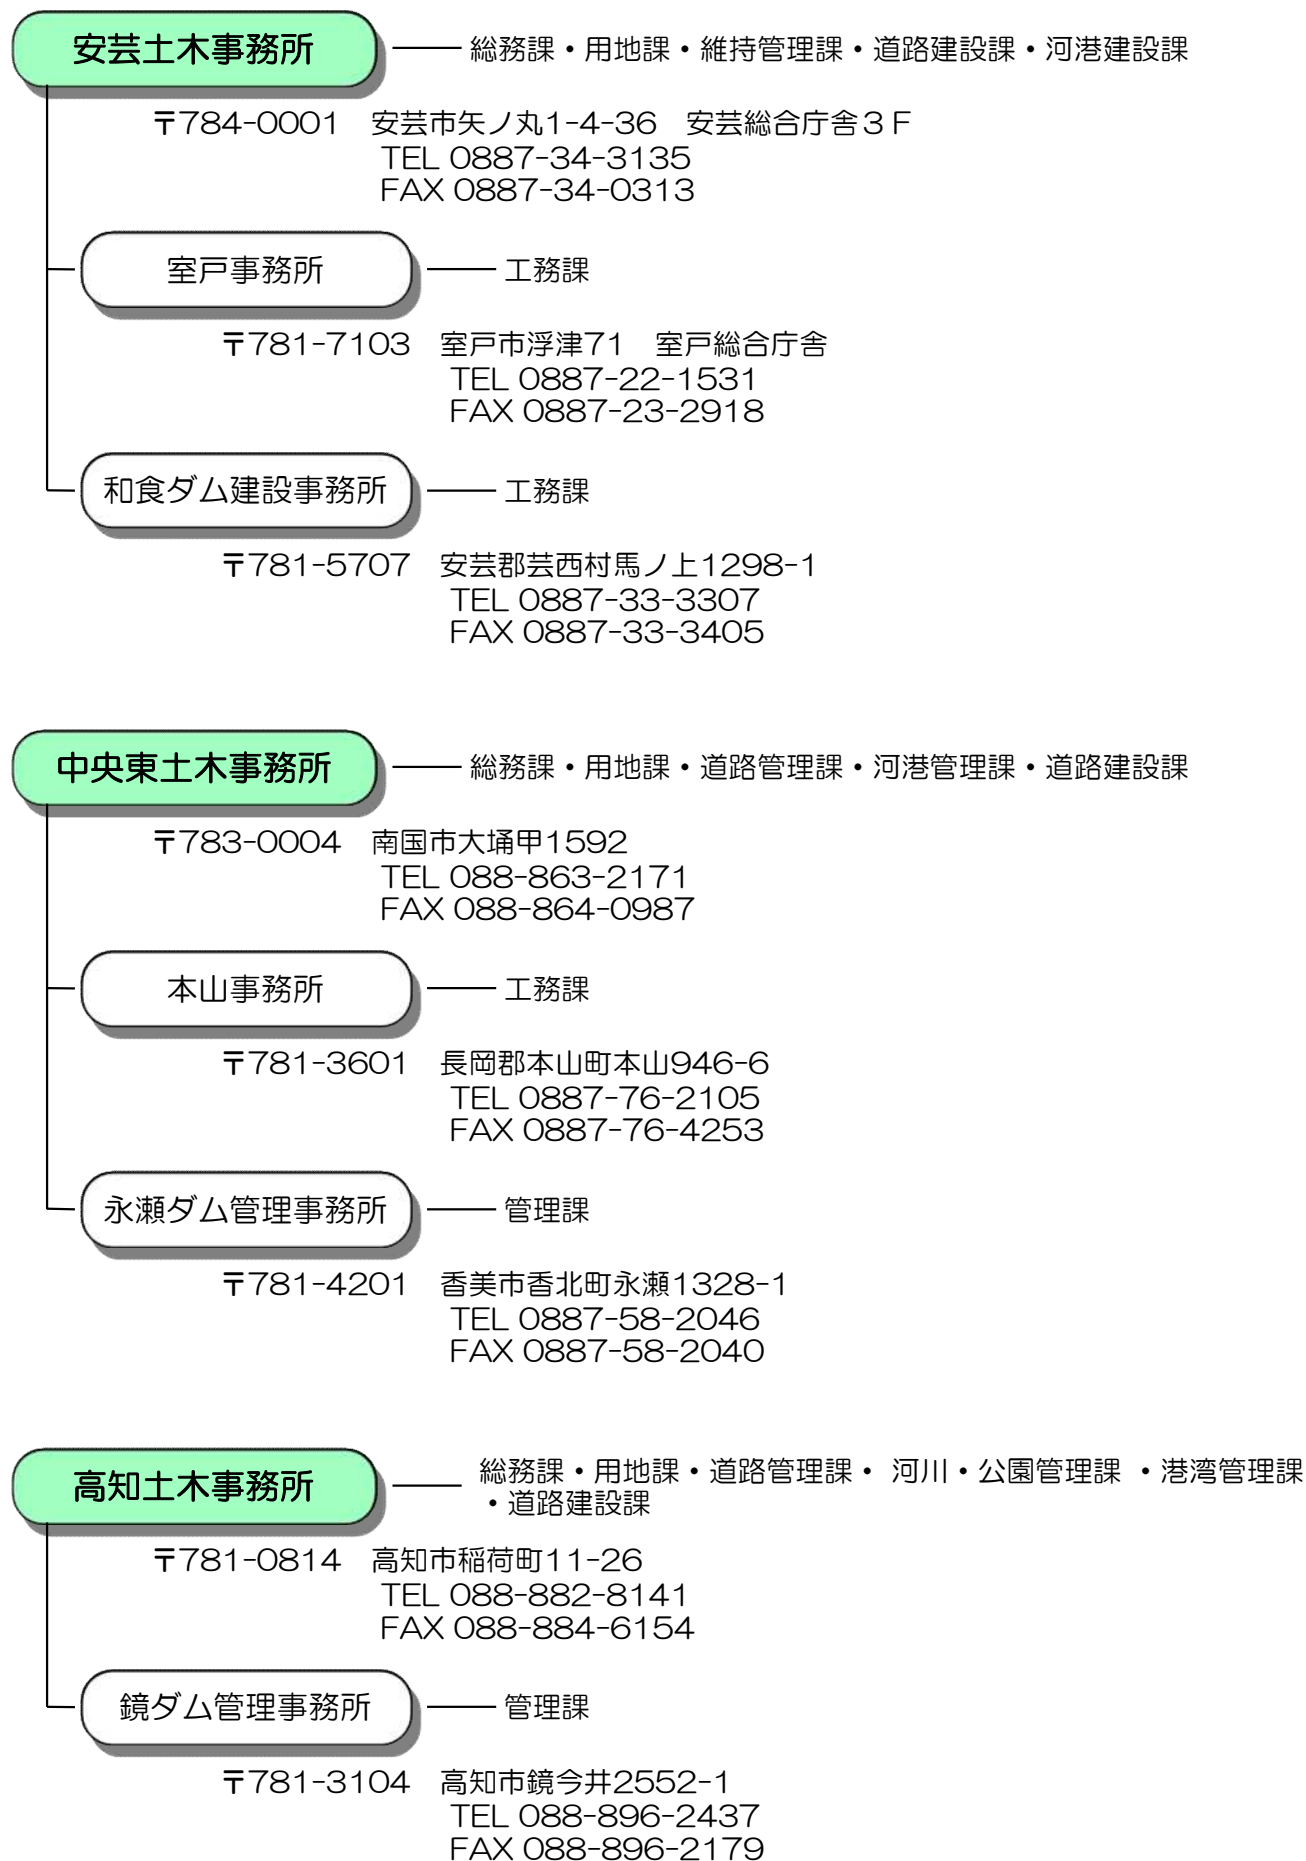 安芸土木事務所 総務課・用地課・維持管理課・道路建設課・河港建設課
〒784-0001 安芸市矢ノ丸1-4-36 安芸総合庁舎３Ｆ
TEL 0887-34-3135
FAX 0887-34-0313
室戸事務所 工務課
〒781-7103 室戸市浮津71 室戸総合庁舎
TEL 0887-22-1531
FAX 0887-23-2918
和食ダム建設事務所 工務課
〒781-5707 安芸郡芸西村馬ノ上1298-1
TEL 0887-33-3307
FAX 0887-33-3405
中央東土木事務所 総務課・用地課・道路管理課・河港管理課・道路建設課
〒783-0004 南国市大埇甲1592
TEL 088-863-2171
FAX 088-864-0987
本山事務所 工務課
〒781-3601 長岡郡本山町本山946-6
TEL 0887-76-2105
FAX 0887-76-4253
永瀬ダム管理事務所 管理課
〒781-4201 香美市香北町永瀬1328-1
TEL 0887-58-2046
FAX 0887-58-2040
高知土木事務所 総務課・用地課・道路管理課・ 河川・公園管理課 ・港湾管理課
・道路建設課
〒781-0814 高知市稲荷町11-26
TEL 088-882-8141
FAX 088-884-6154
鏡ダム管理事務所 管理課
〒781-3104 高知市鏡今井2552-1
TEL 088-896-2437
FAX 088-896-2179